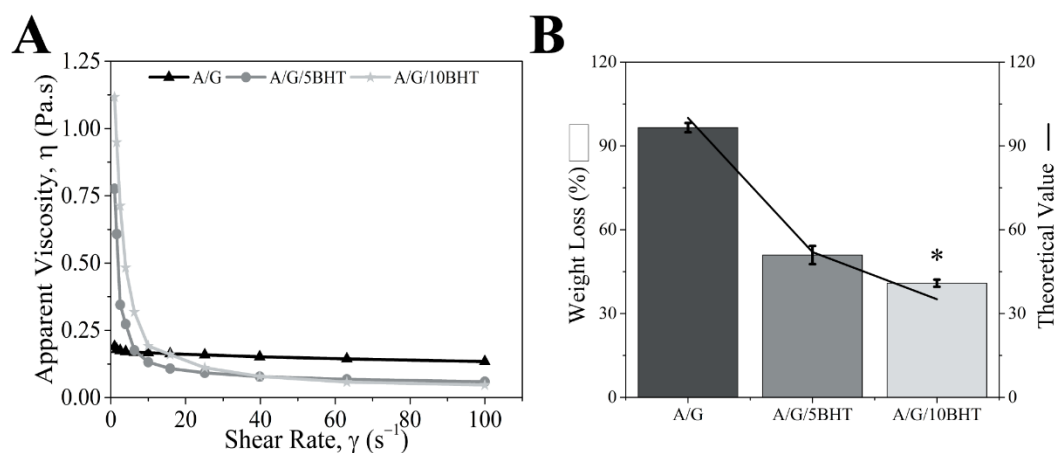 A
Apparent Viscosity, η (Pa.s)
1.25
1.00
0.75
0.50
0.25
0.00
A/G A/G/5BHT A/G/10BHT
0 20 40 60 80 100
Shear Rate, γ (s⁻¹)
B
Weight Loss (%)
120
90
60
30
0
*
A/G A/G/5BHT A/G/10BHT
120
90
60
30
0
Theoretical Value